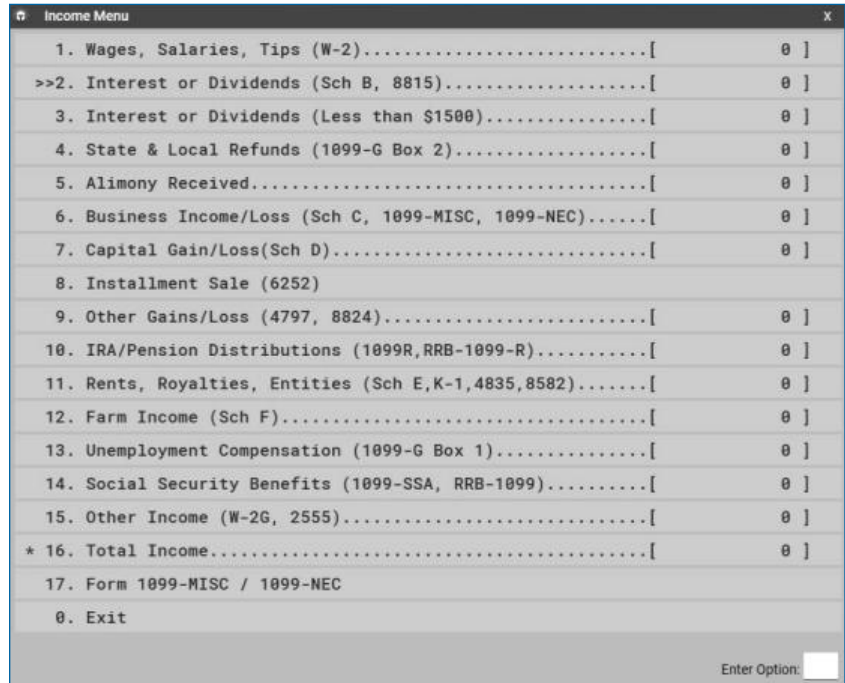 Income Menu X
1. Wages, Salaries, Tips (W-2)............................[ 0 ]
>>2. Interest or Dividends (Sch B, 8815)....................[ 0 ]
3. Interest or Dividends (Less than $1500)................[ 0 ]
4. State & Local Refunds (1099-G Box 2)...................[ 0 ]
5. Alimony Received.......................................[ 0 ]
6. Business Income/Loss (Sch C, 1099-MISC, 1099-NEC)......[ 0 ]
7. Capital Gain/Loss(Sch D)...............................[ 0 ]
8. Installment Sale (6252)
9. Other Gains/Loss (4797, 8824)..........................[ 0 ]
10. IRA/Pension Distributions (1099R,RRB-1099-R)...........[ 0 ]
11. Rents, Royalties, Entities (Sch E,K-1,4835,8582).......[ 0 ]
12. Farm Income (Sch F)....................................[ 0 ]
13. Unemployment Compensation (1099-G Box 1)...............[ 0 ]
14. Social Security Benefits (1099-SSA, RRB-1099)..........[ 0 ]
15. Other Income (W-2G, 2555)..............................[ 0 ]
* 16. Total Income...........................................[ 0 ]
17. Form 1099-MISC / 1099-NEC
0. Exit
Enter Option: